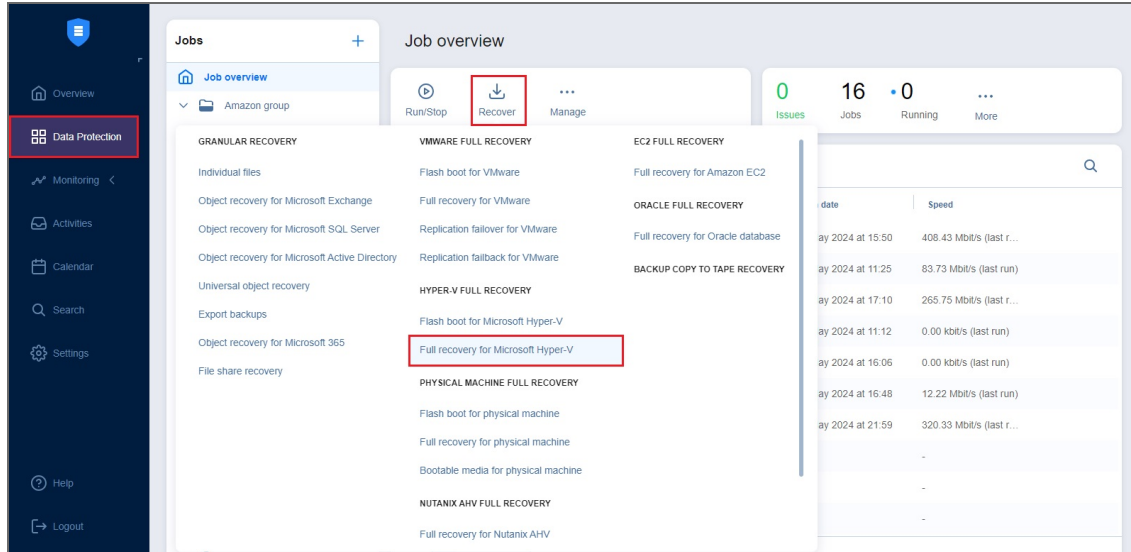 Overview
Data Protection
Monitoring
Activities
Calendar
Search
Settings
Help
Logout
Jobs
Job overview
Amazon group
Job overview
Run/Stop
Recover
Manage
0
Issues
16
Jobs
0
Running
More
GRANULAR RECOVERY
Individual files
Object recovery for Microsoft Exchange
Object recovery for Microsoft SQL Server
Object recovery for Microsoft Active Directory
Universal object recovery
Export backups
Object recovery for Microsoft 365
File share recovery
VMWARE FULL RECOVERY
Flash boot for VMware
Full recovery for VMware
Replication failover for VMware
Replication failback for VMware
HYPER-V FULL RECOVERY
Flash boot for Microsoft Hyper-V
Full recovery for Microsoft Hyper-V
PHYSICAL MACHINE FULL RECOVERY
Flash boot for physical machine
Full recovery for physical machine
Bootable media for physical machine
NUTANIX AHV FULL RECOVERY
Full recovery for Nutanix AHV
EC2 FULL RECOVERY
Full recovery for Amazon EC2
ORACLE FULL RECOVERY
Full recovery for Oracle database
BACKUP COPY TO TAPE RECOVERY
date Speed
ay 2024 at 15:50 408.43 Mbit/s (last r...
ay 2024 at 11:25 83.73 Mbit/s (last run)
ay 2024 at 17:10 265.75 Mbit/s (last r...
ay 2024 at 11:12 0.00 kbit/s (last run)
ay 2024 at 16:06 0.00 kbit/s (last run)
ay 2024 at 16:48 12.22 Mbit/s (last run)
ay 2024 at 21:59 320.33 Mbit/s (last r...
-
-
-